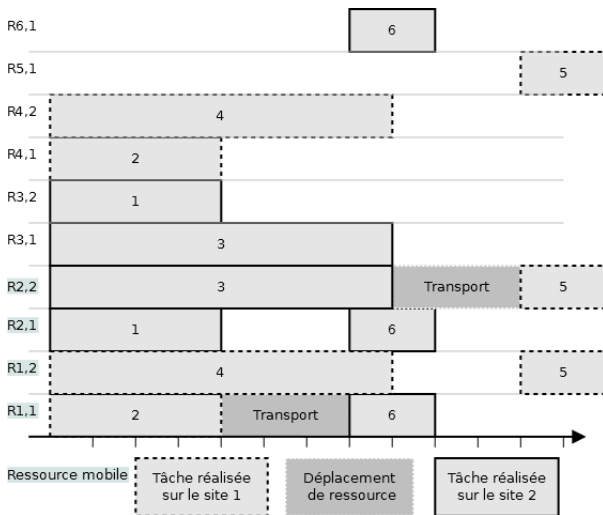 R6,1
6
R5,1
5
R4,2
4
R4,1
2
R3,2
1
R3,1
3
R2,2
3
Transport
5
R2,1
1
6
R1,2
4
5
R1,1
2
Transport
6
Ressource mobile
Tâche réalisée
sur le site 1
Déplacement
de ressource
Tâche réalisée
sur le site 2